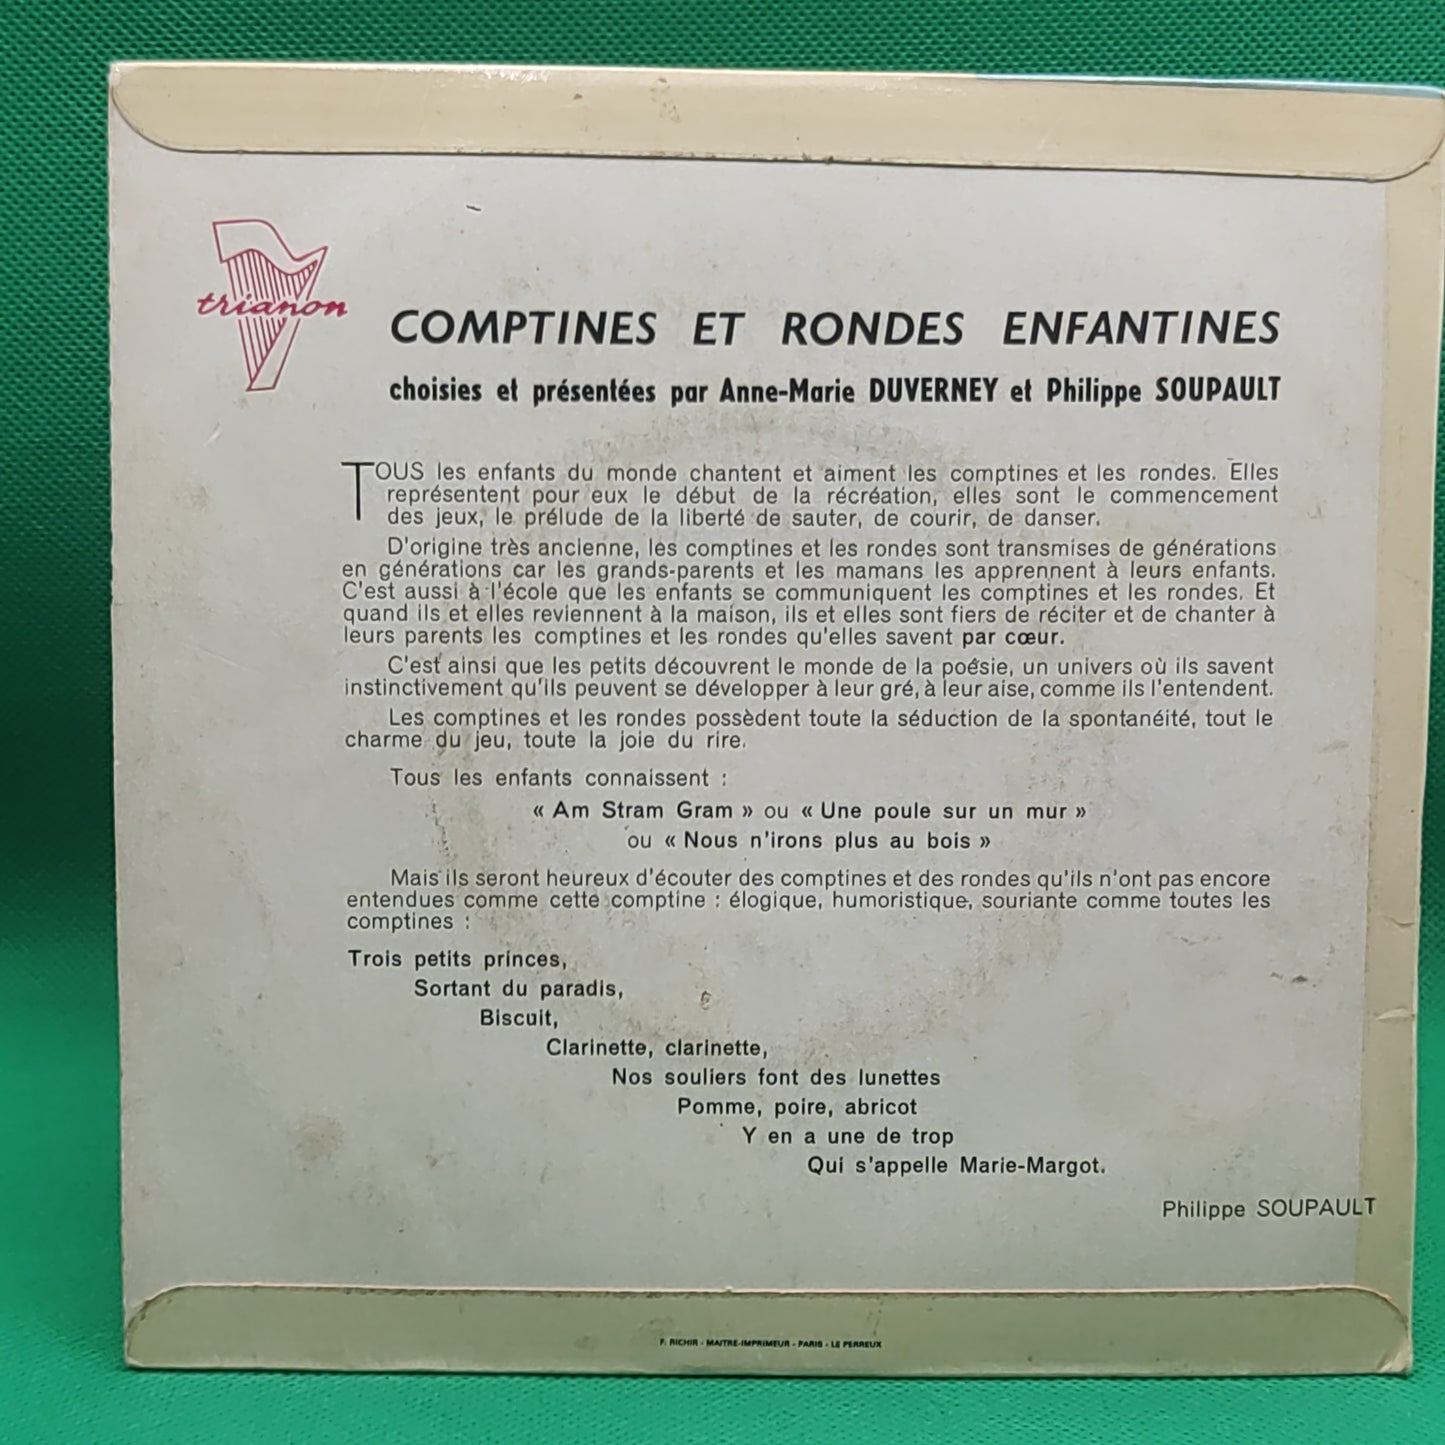 trianon
COMPTINES ET RONDES ENFANTINES
choisies et présentées par Anne-Marie DUVERNEY et Philippe SOUPAULT
TOUS les enfants du monde chantent et aiment les comptines et les rondes. Elles
représentent pour eux le début de la récréation, elles sont le commencement
des jeux, le prélude de la liberté de sauter, de courir, de danser.
D'origine très ancienne, les comptines et les rondes sont transmises de générations
en générations car les grands-parents et les mamans les apprennent à leurs enfants.
C'est aussi à l'école que les enfants se communiquent les comptines et les rondes. Et
quand ils et elles reviennent à la maison, ils et elles sont fiers de réciter et de chanter à
leurs parents les comptines et les rondes qu'elles savent par cœur.
C'est ainsi que les petits découvrent le monde de la poésie, un univers où ils savent
instinctivement qu'ils peuvent se développer à leur gré, à leur aise, comme ils l'entendent.
Les comptines et les rondes possèdent toute la séduction de la spontanéité, tout le
charme du jeu, toute la joie du rire.
Tous les enfants connaissent :
« Am Stram Gram » ou « Une poule sur un mur »
ou « Nous n'irons plus au bois »
Mais ils seront heureux d'écouter des comptines et des rondes qu'ils n'ont pas encore
entendues comme cette comptine : élogique, humoristique, souriante comme toutes les
comptines :
Trois petits princes,
Sortant du paradis,
Biscuit,
Clarinette, clarinette,
Nos souliers font des lunettes
Pomme, poire, abricot
Y en a une de trop
Qui s'appelle Marie-Margot.
Philippe SOUPAULT
F. RICHIR - MAITRE-IMPRIMEUR - PARIS - LE PERREUX